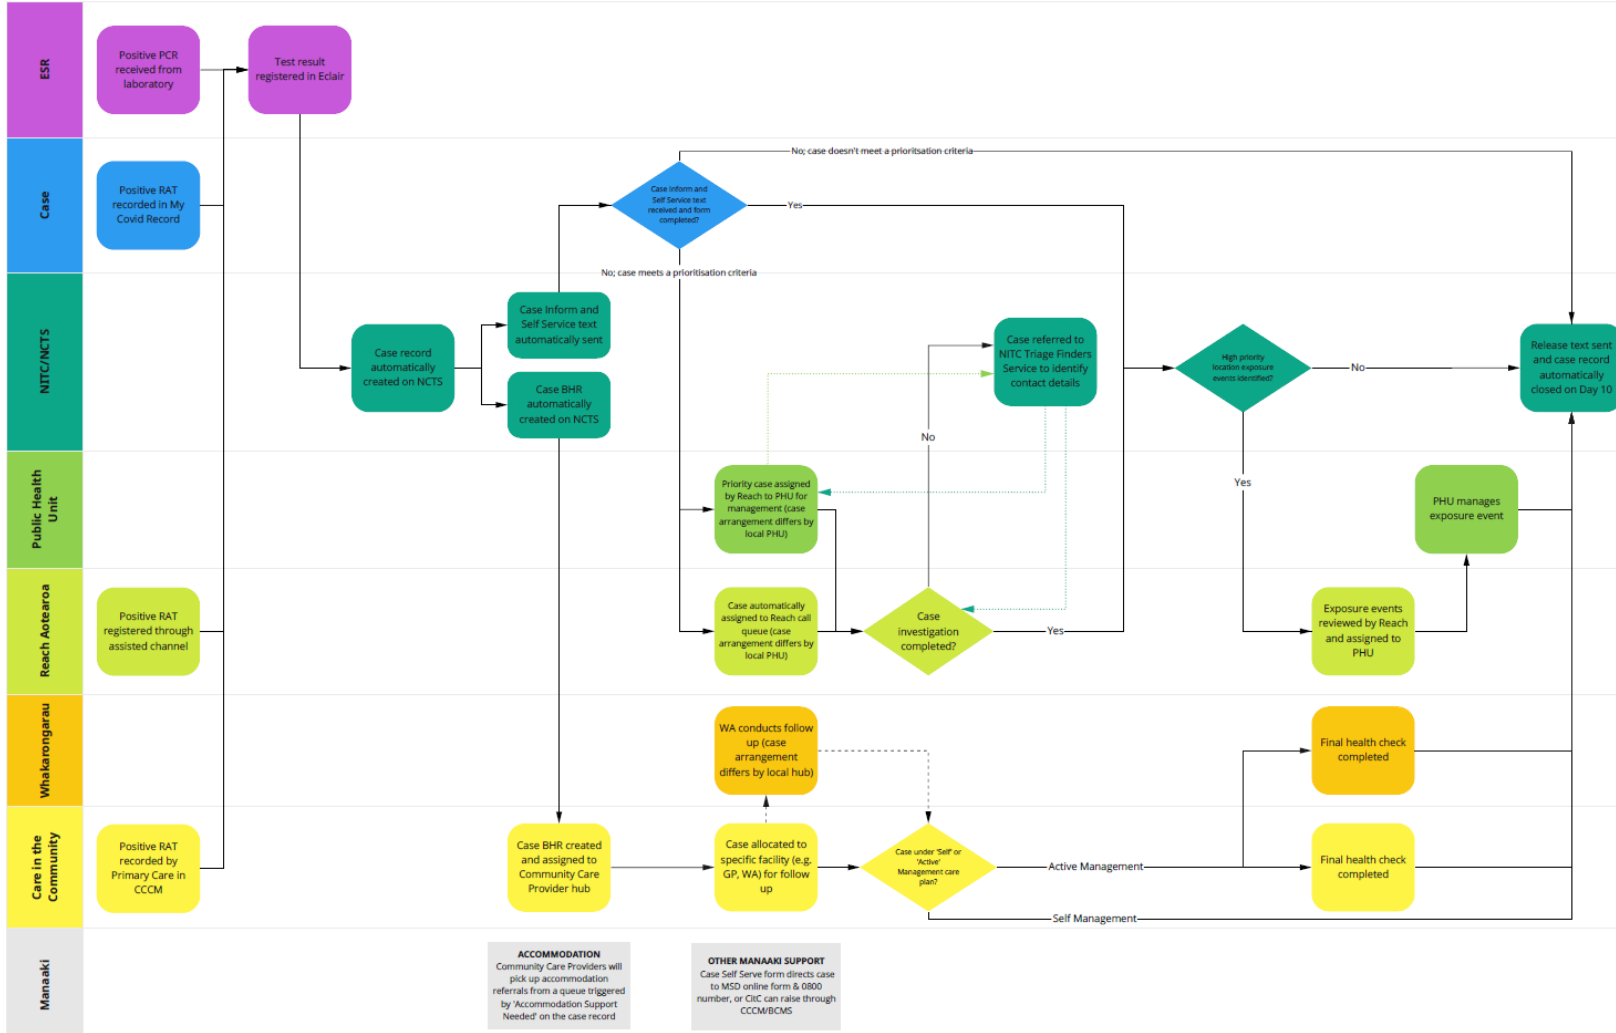 ESR
Positive PCR
received from
laboratory
Test result
registered in Eclair
Case
Positive RAT
recorded in My
Covid Record
No; case doesn't meet a prioritsation criteria
Case Inform and
Self Service text
received and form
completed?
Yes
No; case meets a prioritisation criteria
NITC/NCTS
Case record
automatically
created on NCTS
Case Inform and
Self Service text
automatically sent
Case BHR
automatically
created on NCTS
Case referred to
NITC Triage Finders
Service to identify
contact details
No
High priority
location exposure
events identified?
No
Yes
Release text sent
and case record
automatically
closed on Day 10
Public Health
Unit
Priority case assigned
by Reach to PHU for
management (case
arrangement differs by
local PHU)
PHU manages
exposure event
Reach Aotearoa
Positive RAT
registered through
assisted channel
Case automatically
assigned to Reach call
queue (case
arrangement differs by
local PHU)
Case
investigation
completed?
Yes
Exposure events
reviewed by Reach
and assigned to
PHU
Whakarongarau
WA conducts follow
up (case
arrangement
differs by local hub)
Final health check
completed
Care in the
Community
Positive RAT
recorded by
Primary Care in
CCCM
Case BHR created
and assigned to
Community Care
Provider hub
Case allocated to
specific facility (e.g.
GP, WA) for follow
up
Case under 'Self' or
'Active'
Management care
plan?
Active Management
Self Management
Final health check
completed
Manaaki
ACCOMMODATION
Community Care Providers will
pick up accommodation
referrals from a queue triggered
by 'Accommodation Support
Needed' on the case record
OTHER MANAAKI SUPPORT
Case Self Serve form directs case
to MSD online form & 0800
number, or CitC can raise through
CCCM/BCMS